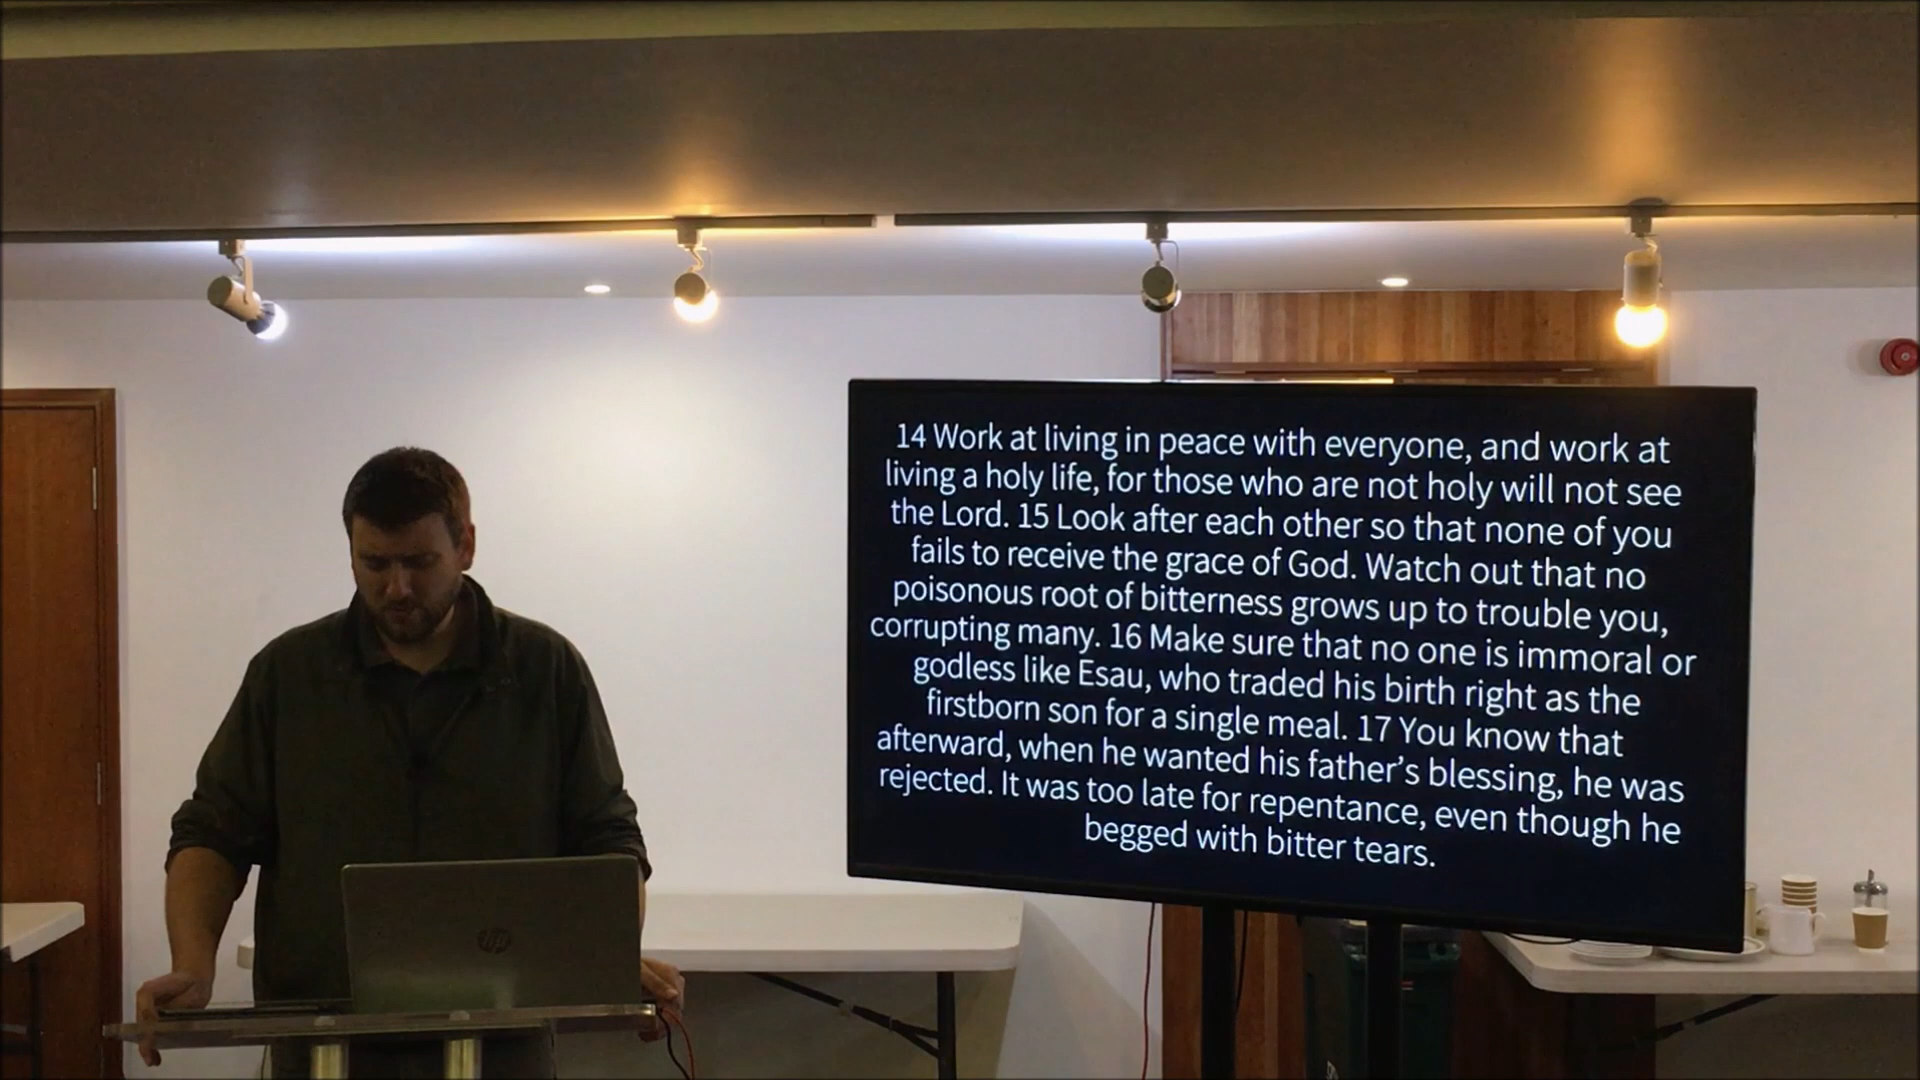 14 Work at living in peace with everyone, and work at
living a holy life, for those who are not holy will not see
the Lord. 15 Look after each other so that none of you
fails to receive the grace of God. Watch out that no
poisonous root of bitterness grows up to trouble you,
corrupting many. 16 Make sure that no one is immoral or
godless like Esau, who traded his birth right as the
firstborn son for a single meal. 17 You know that
afterward, when he wanted his father’s blessing, he was
rejected. It was too late for repentance, even though he
begged with bitter tears.
hp